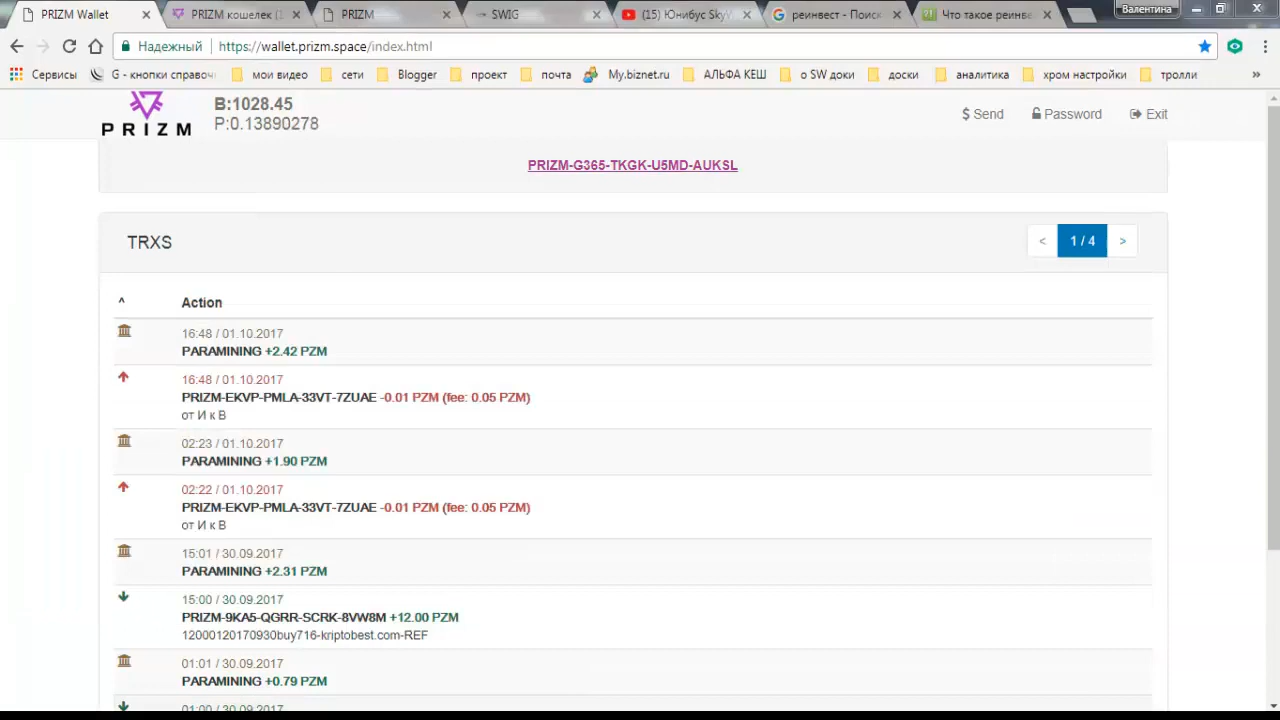 PRIZM Wallet
PRIZM кошелек (1
PRIZM
SWIG
(15) Юнибус SkyW
реинвест - Поиск
Что такое реинве
Валентина
Надежный
https://wallet.prizm.space/index.html
Сервисы
G - кнопки справоч
мои видео
сети
Blogger
проект
почта
My.biznet.ru
АЛЬФА КЕШ
о SW доки
доски
аналитика
хром настройки
тролли
»
PRIZM
B:1028.45
P:0.13890278
$ Send
Password
Exit
PRIZM-G365-TKGK-U5MD-AUKSL
TRXS
< 1 / 4 >
^ Action
16:48 / 01.10.2017
PARAMINING +2.42 PZM
16:48 / 01.10.2017
PRIZM-EKVP-PMLA-33VT-7ZUAE -0.01 PZM (fee: 0.05 PZM)
от И к В
02:23 / 01.10.2017
PARAMINING +1.90 PZM
02:22 / 01.10.2017
PRIZM-EKVP-PMLA-33VT-7ZUAE -0.01 PZM (fee: 0.05 PZM)
от И к В
15:01 / 30.09.2017
PARAMINING +2.31 PZM
15:00 / 30.09.2017
PRIZM-9KA5-QGRR-SCRK-8VW8M +12.00 PZM
12000120170930buy716-kriptobest.com-REF
01:01 / 30.09.2017
PARAMINING +0.79 PZM
01:00 / 30.09.2017